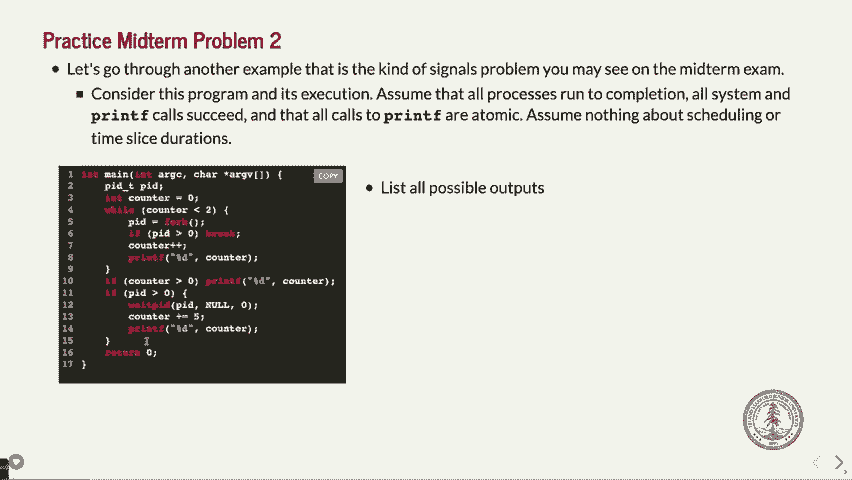 Practice Midterm Problem 2
• Let's go through another example that is the kind of signals problem you may see on the midterm exam.
▪ Consider this program and its execution. Assume that all processes run to completion, all system and
printf calls succeed, and that all calls to printf are atomic. Assume nothing about scheduling or
time slice durations.
COPY
1 int main(int argc, char *argv[]) {
2 pid_t pid;
3 int counter = 0;
4 while (counter < 2) {
5 pid = fork();
6 if (pid > 0) break;
7 counter++;
8 printf("%d", counter);
9 }
10 if (counter > 0) printf("%d", counter);
11 if (pid > 0) {
12 waitpid(pid, NULL, 0);
13 counter += 5;
14 printf("%d", counter);
15 }
16 return 0;
17 }
• List all possible outputs